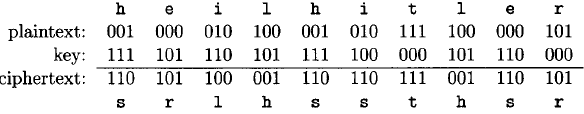 h e i l h i t l e r
plaintext: 001 000 010 100 001 010 111 100 000 101
key: 111 101 110 101 111 100 000 101 110 000
ciphertext: 110 101 100 001 110 110 111 001 110 101
s r l h s s t h s r